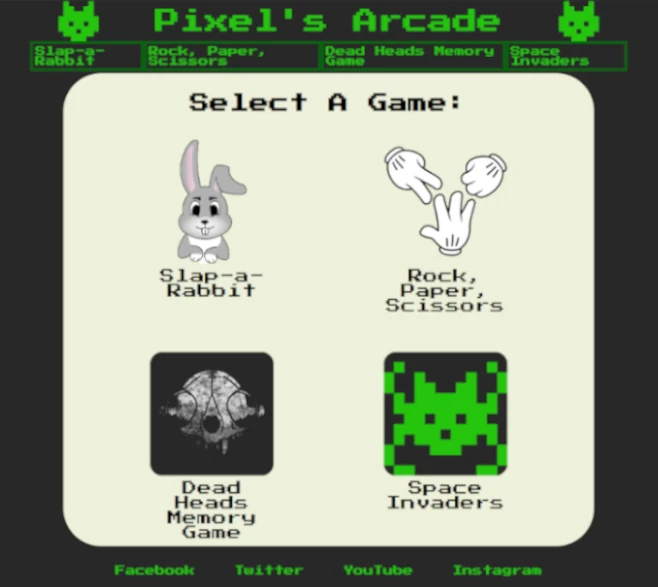 Pixel's Arcade
Slap-a-
Rabbit
Rock, Paper,
Scissors
Dead Heads Memory
Game
Space
Invaders
Select A Game:
Slap-a-
Rabbit
Rock,
Paper,
Scissors
Dead
Heads
Memory
Game
Space
Invaders
Facebook Twitter YouTube Instagram